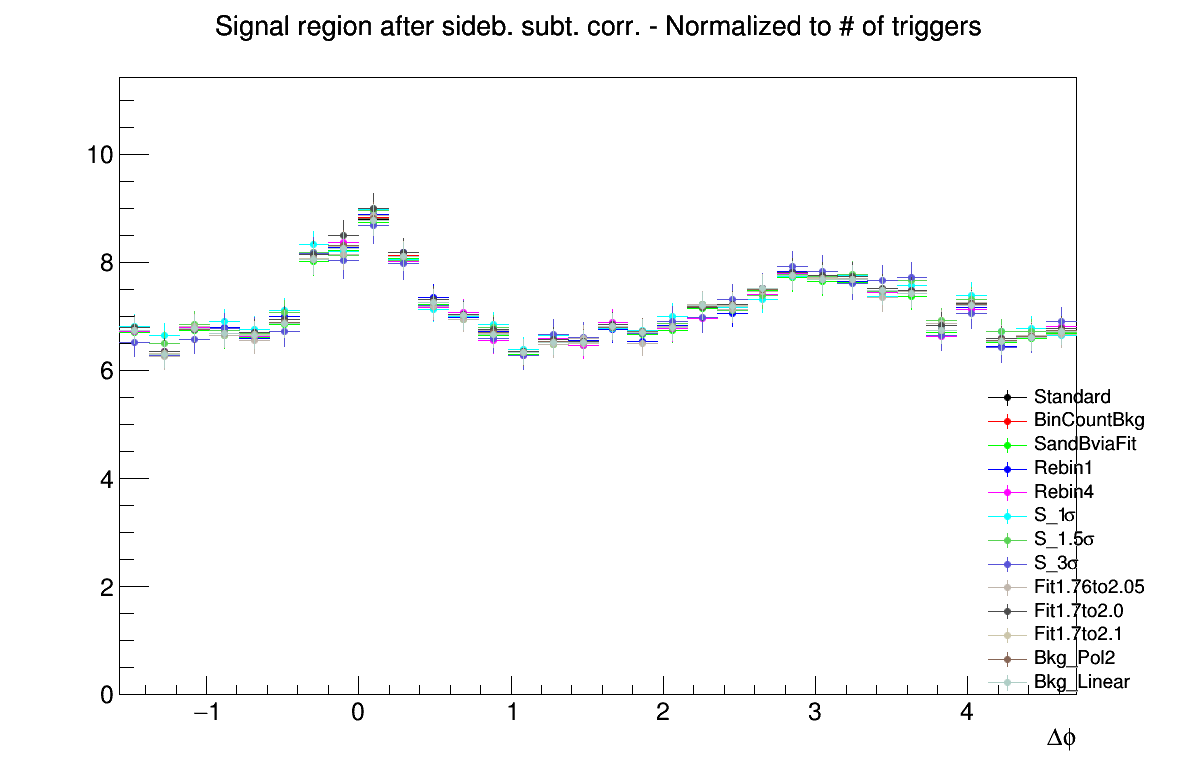 Signal region after sideb. subt. corr. - Normalized to # of triggers
10
8
6
4
2
0
−1 0 1 2 3 4
Δϕ
Standard
BinCountBkg
SandBviaFit
Rebin1
Rebin4
S_1σ
S_1.5σ
S_3σ
Fit1.76to2.05
Fit1.7to2.0
Fit1.7to2.1
Bkg_Pol2
Bkg_Linear